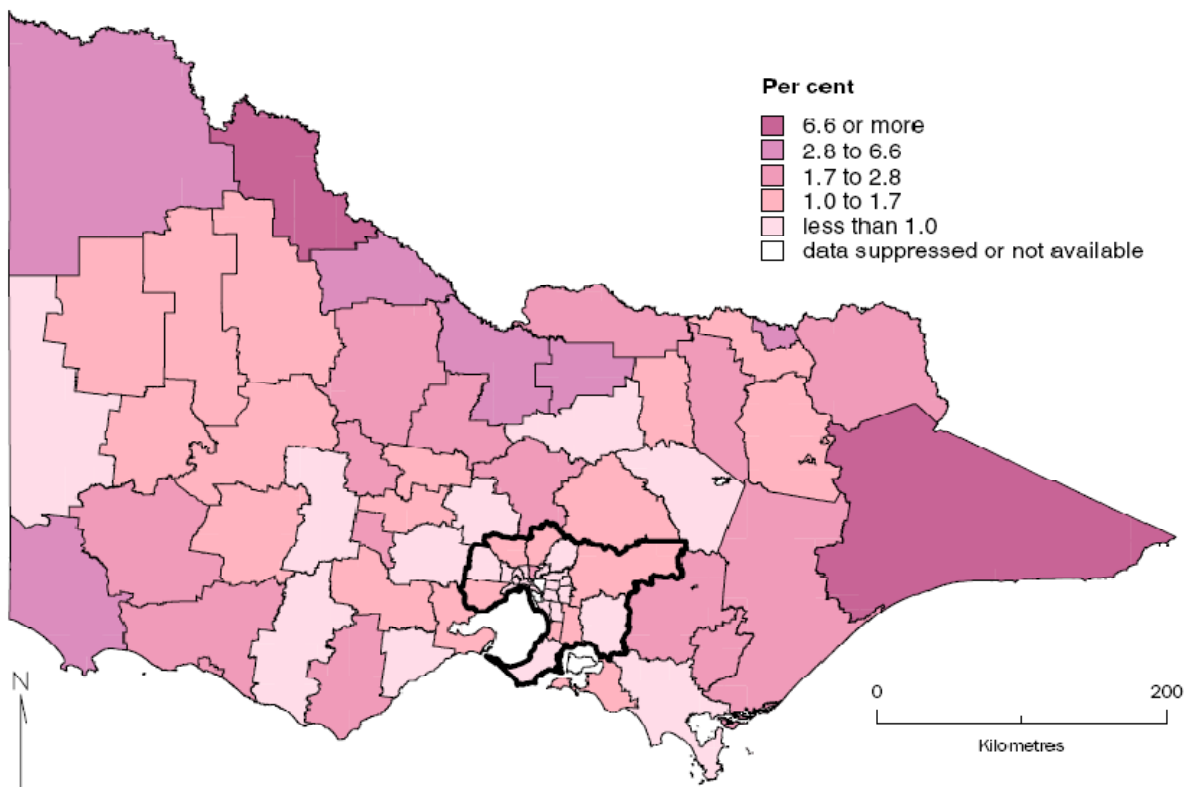 Per cent
6.6 or more
2.8 to 6.6
1.7 to 2.8
1.0 to 1.7
less than 1.0
data suppressed or not available
N
0 200
Kilometres